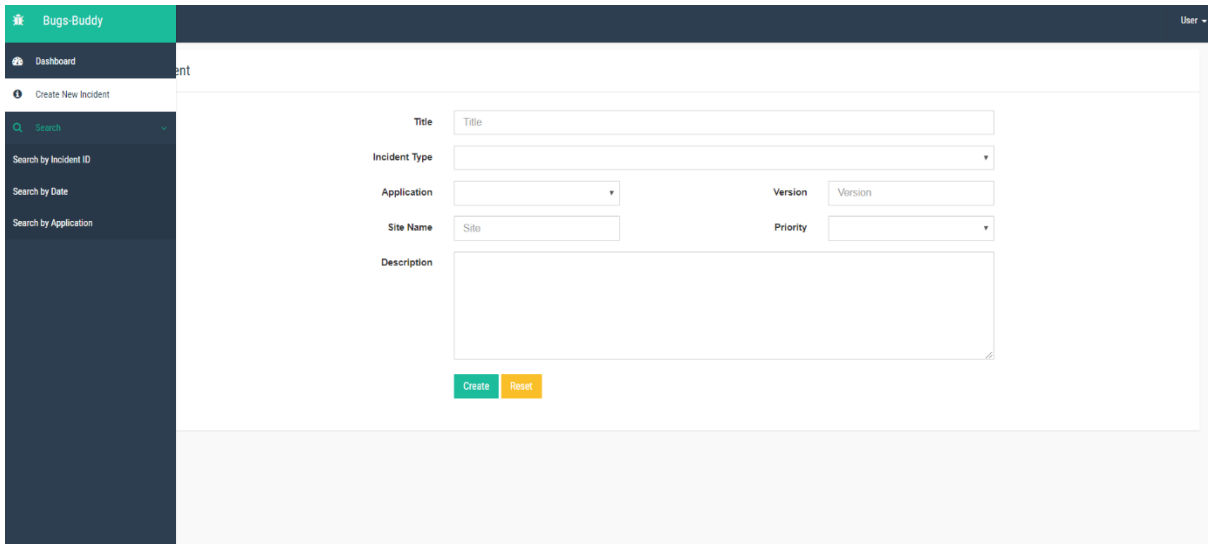 Bugs-Buddy
User
Dashboard
ent
Create New Incident
Search
Search by Incident ID
Search by Date
Search by Application
Title Title
Incident Type
Application Version Version
Site Name Site Priority
Description
Create Reset